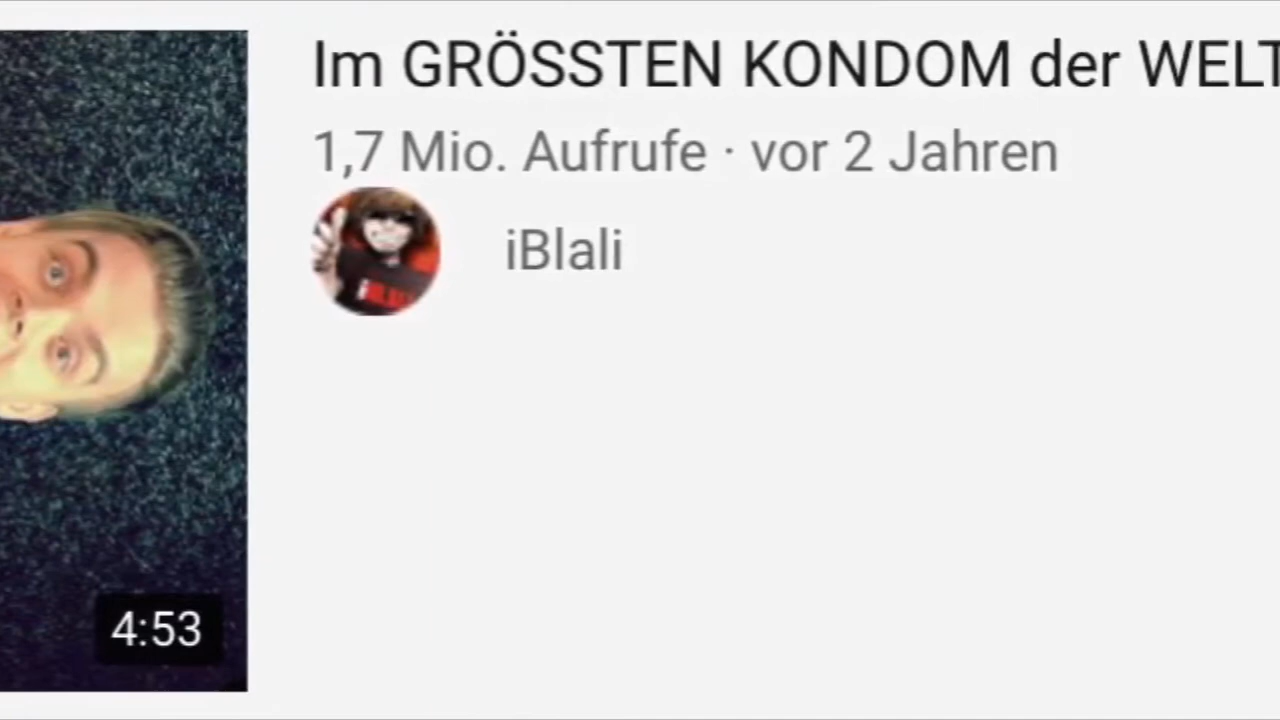 Im GRÖSSTEN KONDOM der WELT
1,7 Mio. Aufrufe · vor 2 Jahren
iBlali
4:53